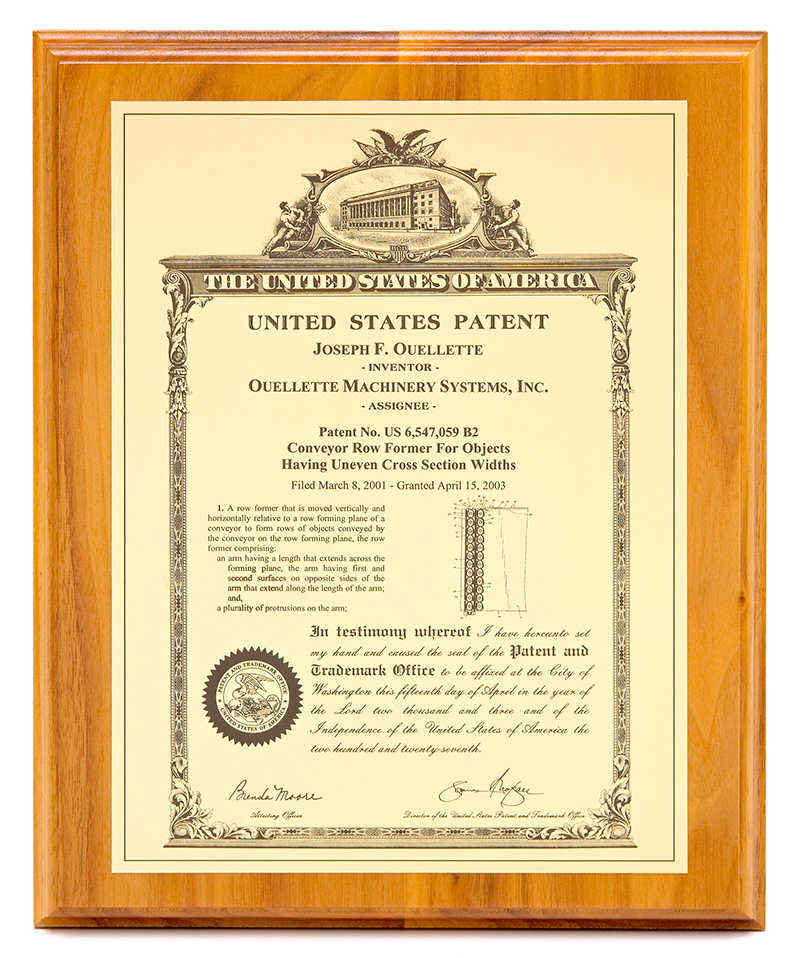 THE UNITED STATES OF AMERICA
UNITED STATES PATENT
JOSEPH F. OUELLETTE
- INVENTOR -
OUELLETTE MACHINERY SYSTEMS, INC.
- ASSIGNEE -
Patent No. US 6,547,059 B2
Conveyor Row Former For Objects
Having Uneven Cross Section Widths
Filed March 8, 2001 - Granted April 15, 2003
1. A row former that is moved vertically and
horizontally relative to a row forming plane of a
conveyor to form rows of objects conveyed by
the conveyor on the row forming plane, the row
former comprising:
an arm having a length that extends across the
forming plane, the arm having first and
second surfaces on opposite sides of the
arm that extend along the length of the arm;
and,
a plurality of protrusions on the arm;
In testimony whereof I have hereunto set
my hand and caused the seal of the Patent and
Trademark Office to be affixed at the City of
Washington this fifteenth day of April in the year of
the Lord two thousand and three and of the
Independence of the United States of America the
two hundred and twenty-seventh.
PATENT AND TRADEMARK OFFICE
UNITED STATES OF AMERICA
Brenda Moore
Attesting Officer
Director of the United States Patent and Trademark Office